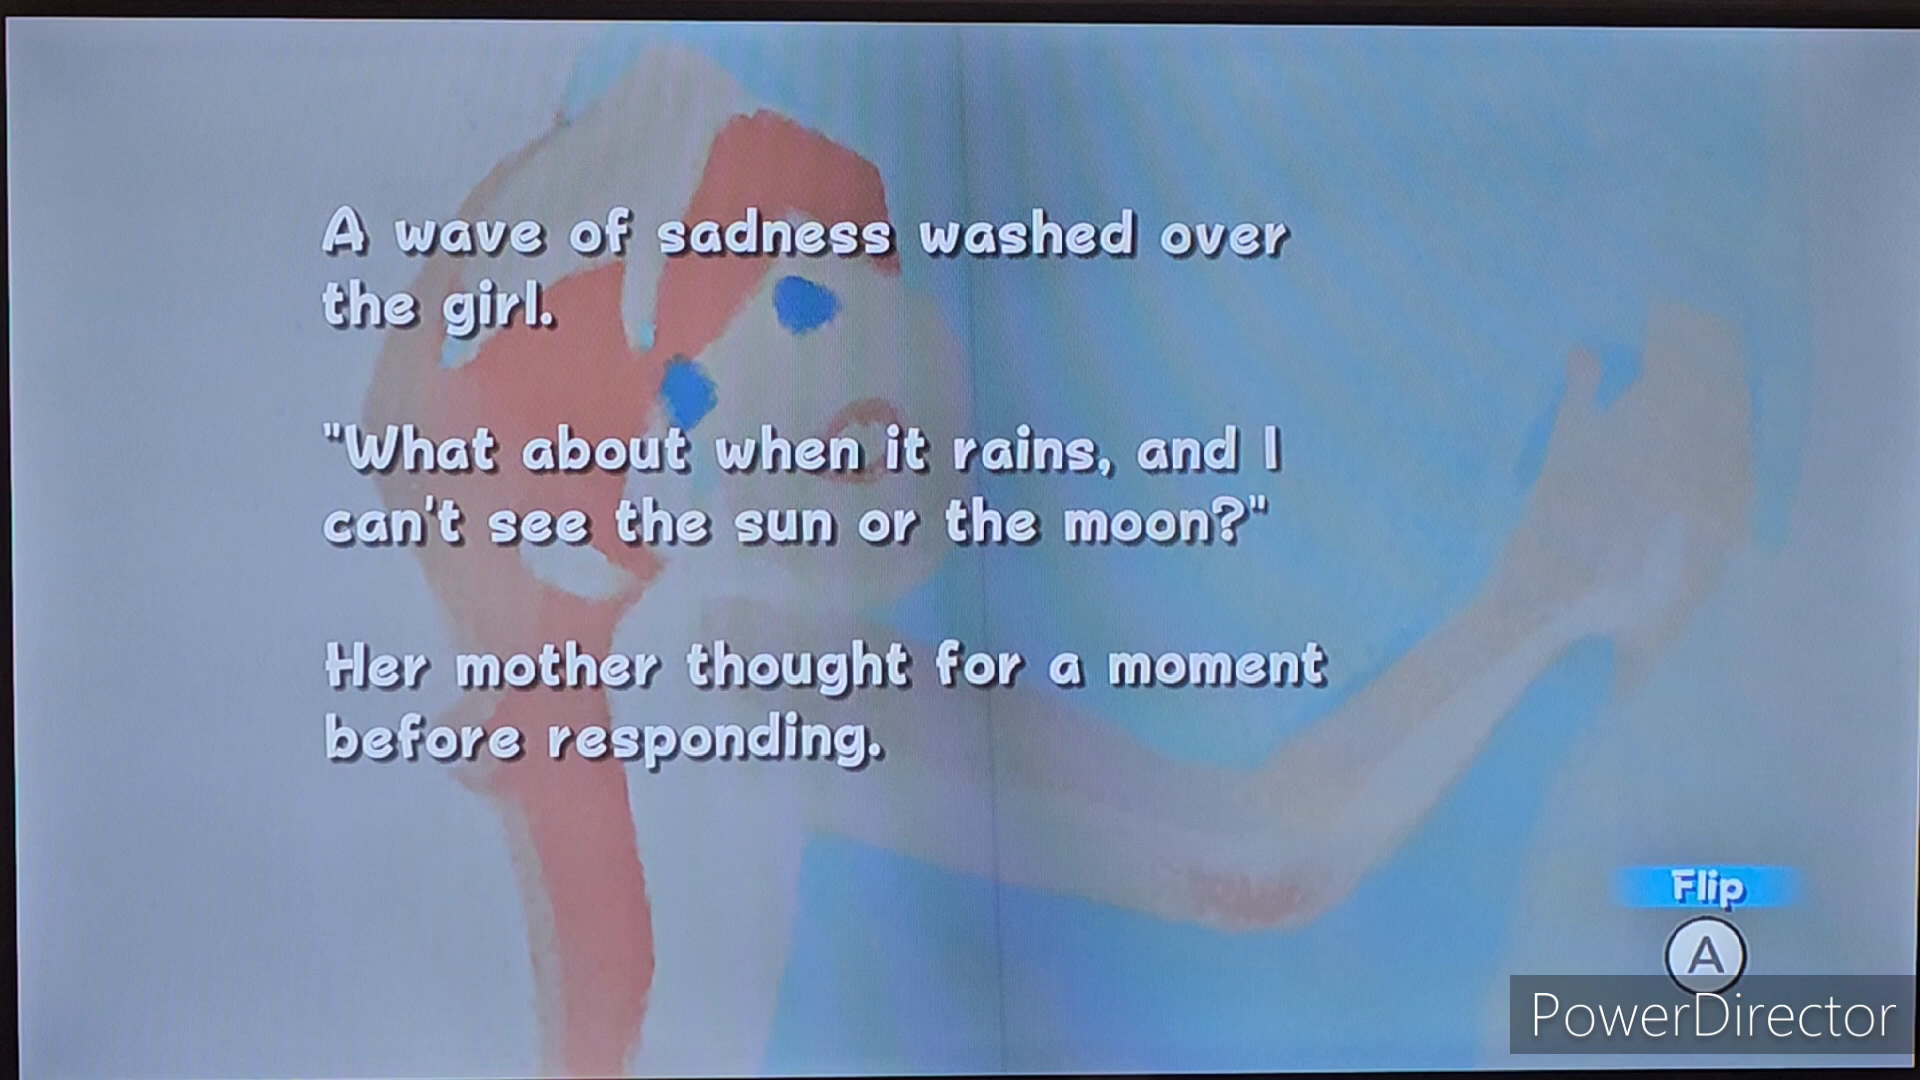 A wave of sadness washed over
the girl.
"What about when it rains, and I
can't see the sun or the moon?"
Her mother thought for a moment
before responding.
Flip
A
PowerDirector